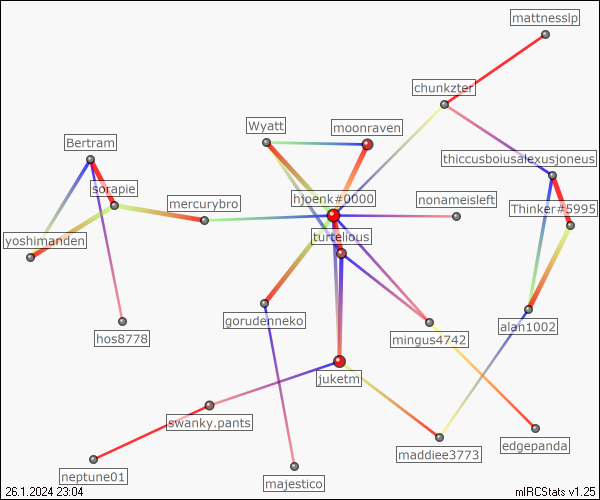 mattnesslp
chunkzter
Wyatt
moonraven
Bertram
thiccusboiusalexusjoneus
sorapie
mercurybro
hjoenk#0000
nonameisleft
Thinker#5995
yoshimanden
turtelious
gorudenneko
alan1002
hos8778
mingus4742
juketm
swanky.pants
edgepanda
maddiee3773
neptune01
majestico
26.1.2024 23:04
mIRCStats v1.25